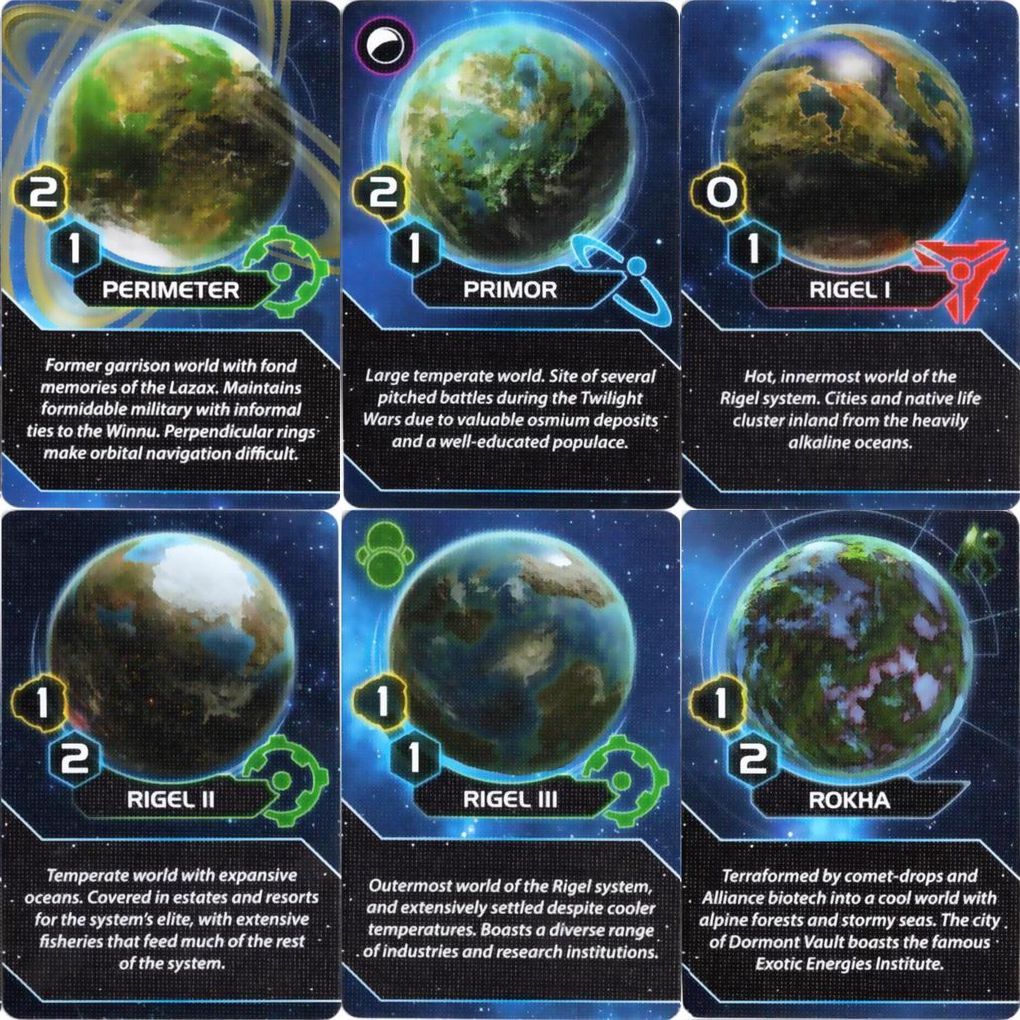 2
1
PERIMETER
Former garrison world with fond
memories of the Lazax. Maintains
formidable military with informal
ties to the Winnu. Perpendicular rings
make orbital navigation difficult.
2
1
PRIMOR
Large temperate world. Site of several
pitched battles during the Twilight
Wars due to valuable osmium deposits
and a well-educated populace.
0
1
RIGEL I
Hot, innermost world of the
Rigel system. Cities and native life
cluster inland from the heavily
alkaline oceans.
1
2
RIGEL II
Temperate world with expansive
oceans. Covered in estates and resorts
for the system's elite, with extensive
fisheries that feed much of the rest
of the system.
1
1
RIGEL III
Outermost world of the Rigel system,
and extensively settled despite cooler
temperatures. Boasts a diverse range
of industries and research institutions.
1
2
ROKHA
Terraformed by comet-drops and
Alliance biotech into a cool world with
alpine forests and stormy seas. The city
of Dormont Vault boasts the famous
Exotic Energies Institute.